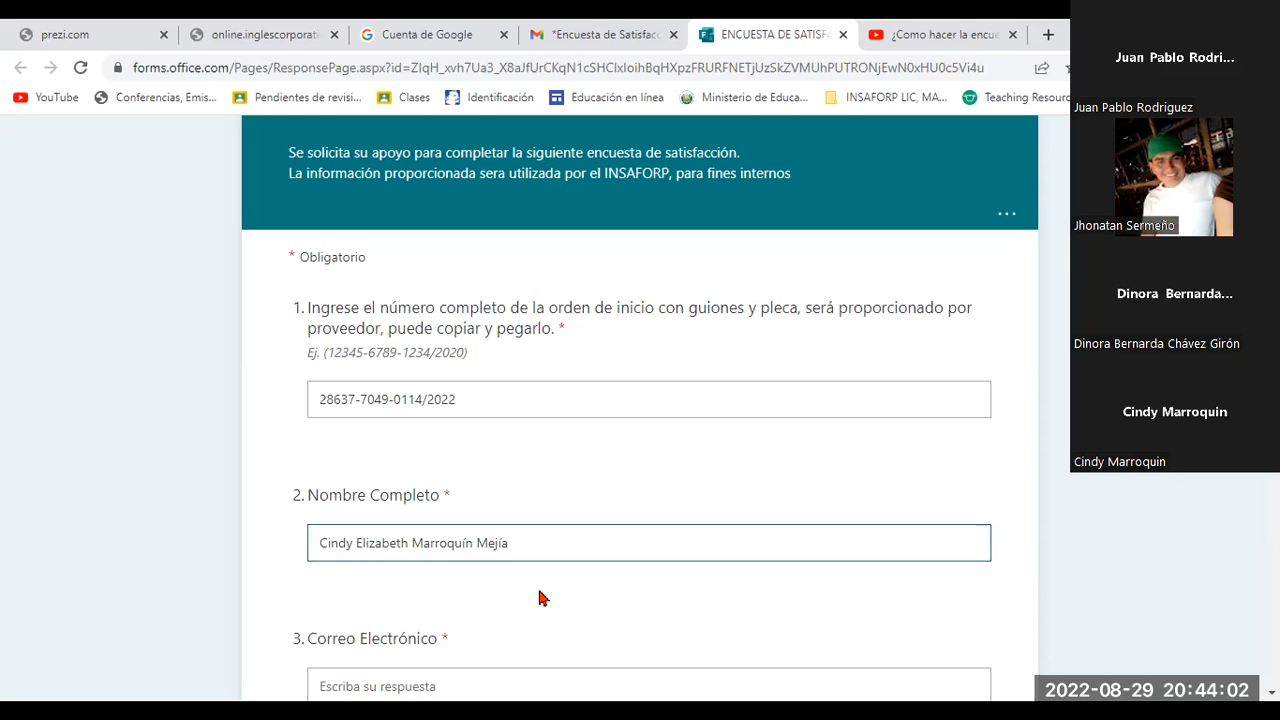 prezi.com
online.inglescorporati
Cuenta de Google
*Encuesta de Satisfacc
ENCUESTA DE SATISFA
¿Como hacer la encue
forms.office.com/Pages/ResponsePage.aspx?id=ZIqH_xvh7Ua3_X8aJfUrCKqN1cSHClxIoihBqHXpzFRURFNETjUzSkZVMUhPUTRONjEwN0xHU0c5Vi4u
YouTube
Conferencias, Emis...
Pendientes de revisi...
Clases
Identificación
Educación en línea
Ministerio de Educa...
INSAFORP LIC, MA...
Teaching Resourc
Se solicita su apoyo para completar la siguiente encuesta de satisfacción.
La información proporcionada sera utilizada por el INSAFORP, para fines internos
...
* Obligatorio
1. Ingrese el número completo de la orden de inicio con guiones y pleca, será proporcionado por
proveedor, puede copiar y pegarlo. *
Ej. (12345-6789-1234/2020)
28637-7049-0114/2022
2. Nombre Completo *
Cindy Elizabeth Marroquín Mejía
3. Correo Electrónico *
Escriba su respuesta
Juan Pablo Rodri...
Juan Pablo Rodriguez
Jhonatan Sermeño
Dinora Bernarda...
Dinora Bernarda Chávez Girón
Cindy Marroquin
Cindy Marroquin
2022-08-29 20:44:02